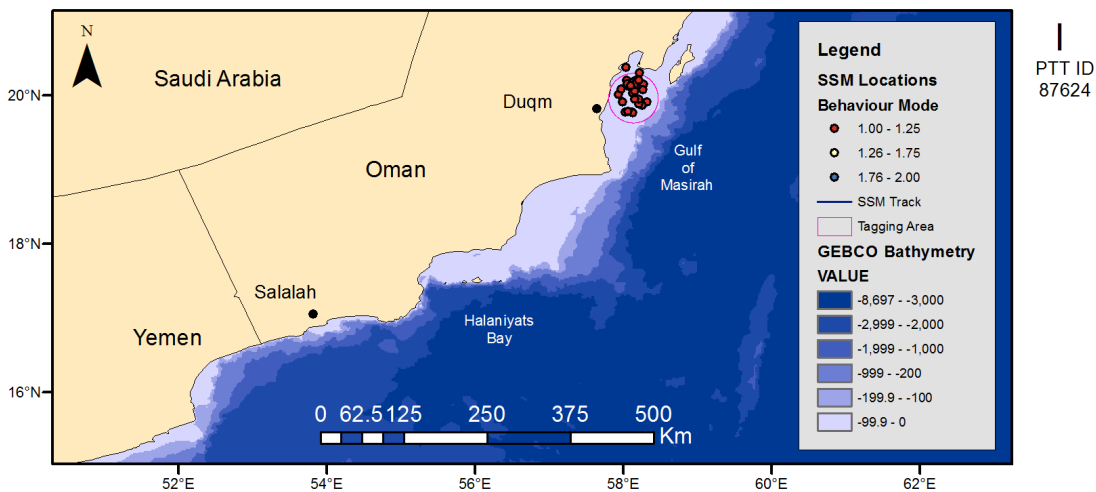 N
Saudi Arabia
Duqm
Oman
Gulf
of
Masirah
Salalah
Halaniyats
Bay
Yemen
20°N
18°N
16°N
52°E
54°E
56°E
58°E
60°E
62°E
0 62.5 125 250 375 500
Km
Legend
SSM Locations
Behaviour Mode
1.00 - 1.25
1.26 - 1.75
1.76 - 2.00
SSM Track
Tagging Area
GEBCO Bathymetry
VALUE
-8,697 - -3,000
-2,999 - -2,000
-1,999 - -1,000
-999 - -200
-199.9 - -100
-99.9 - 0
I
PTT ID
87624